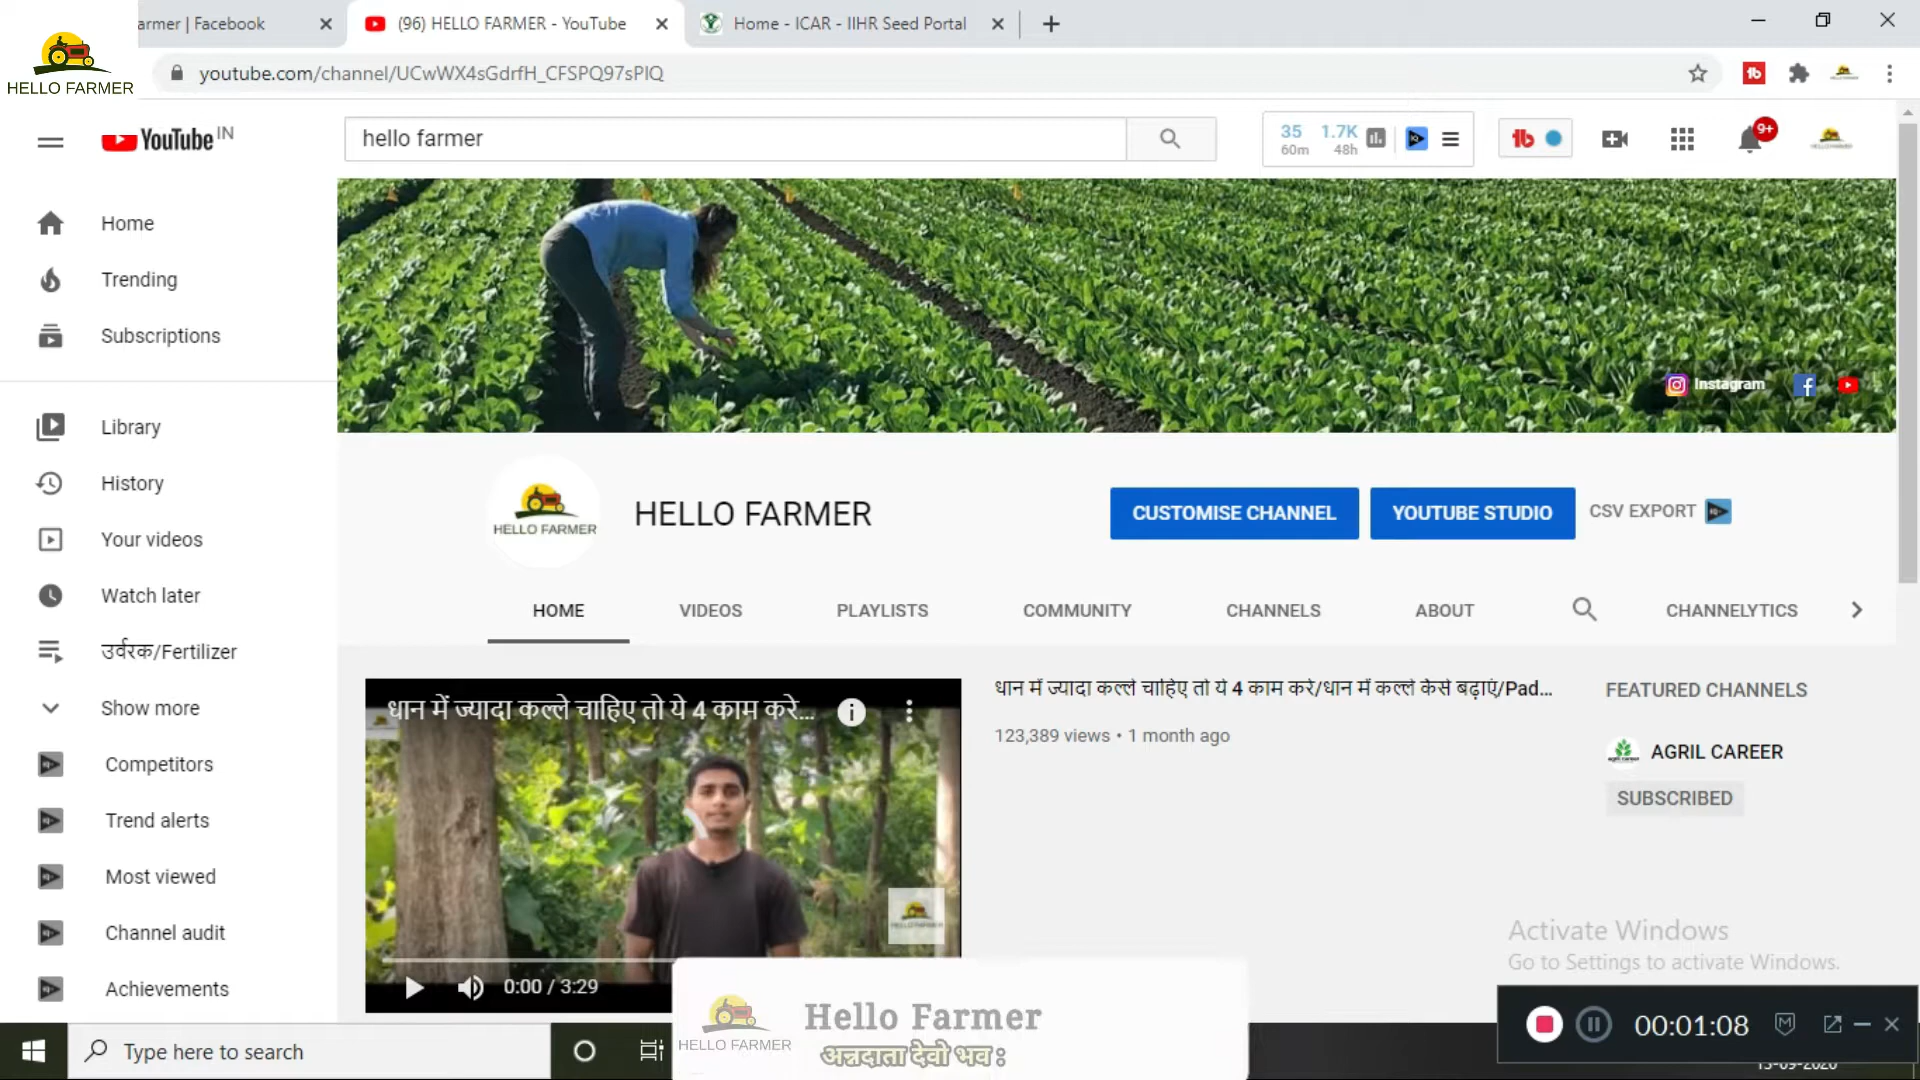 armer | Facebook
(96) HELLO FARMER - YouTube
Home - ICAR - IIHR Seed Portal
HELLO FARMER
youtube.com/channel/UCwWX4sGdrfH_CFSPQ97sPlQ
YouTube IN
hello farmer
35 60m
1.7K 48h
9+
Home
Trending
Subscriptions
Library
History
Your videos
Watch later
उर्वरक/Fertilizer
Show more
Competitors
Trend alerts
Most viewed
Channel audit
Achievements
Instagram
HELLO FARMER
HELLO FARMER
CUSTOMISE CHANNEL
YOUTUBE STUDIO
CSV EXPORT
HOME
VIDEOS
PLAYLISTS
COMMUNITY
CHANNELS
ABOUT
CHANNELYTICS
धान में ज्यादा कल्ले चाहिए तो ये 4 काम करे...
0:00 / 3:29
धान में ज्यादा कल्ले चाहिए तो ये 4 काम करे/धान में कल्ले कैसे बढ़ाएं/Pad...
123,389 views • 1 month ago
FEATURED CHANNELS
AGRIL CAREER
SUBSCRIBED
Activate Windows
Go to Settings to activate Windows.
00:01:08
Type here to search
HELLO FARMER
Hello Farmer
अन्नदाता देवो भव:
13-09-2020